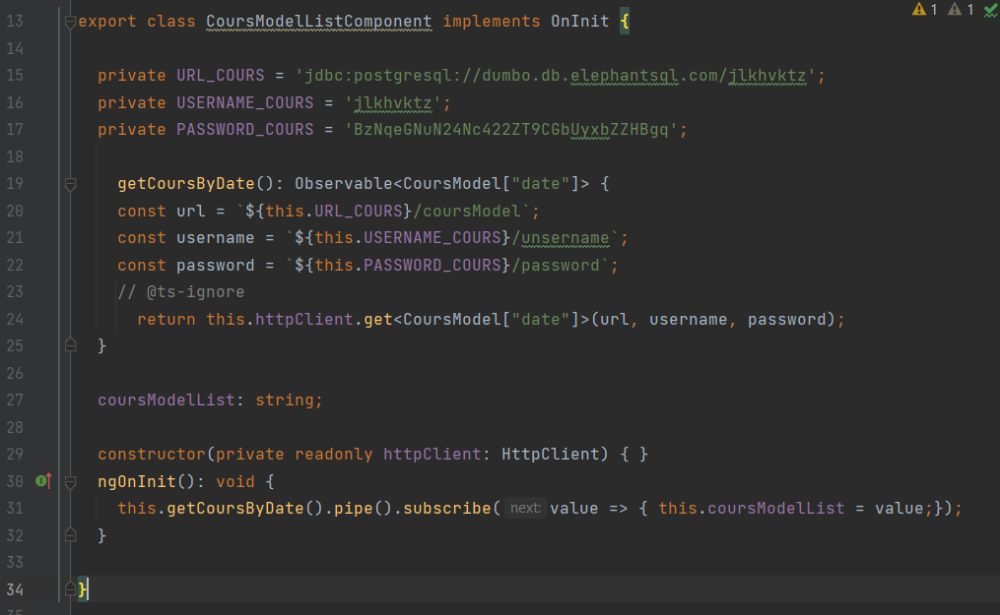 1 1
13 export class CoursModelListComponent implements OnInit {
14
15 private URL_COURS = 'jdbc:postgresql://dumbo.db.elephantsql.com/jlkhvktz';
16 private USERNAME_COURS = 'jlkhvktz';
17 private PASSWORD_COURS = 'BzNqeGNuN24Nc422ZT9CGbUyxbZZHBgq';
18
19 getCoursByDate(): Observable<CoursModel["date"]> {
20 const url = `${this.URL_COURS}/coursModel`;
21 const username = `${this.USERNAME_COURS}/unsername`;
22 const password = `${this.PASSWORD_COURS}/password`;
23 // @ts-ignore
24 return this.httpClient.get<CoursModel["date"]>(url, username, password);
25 }
26
27 coursModelList: string;
28
29 constructor(private readonly httpClient: HttpClient) { }
30 ngOnInit(): void {
31 this.getCoursByDate().pipe().subscribe( next: value => { this.coursModelList = value;});
32 }
33
34 }
35